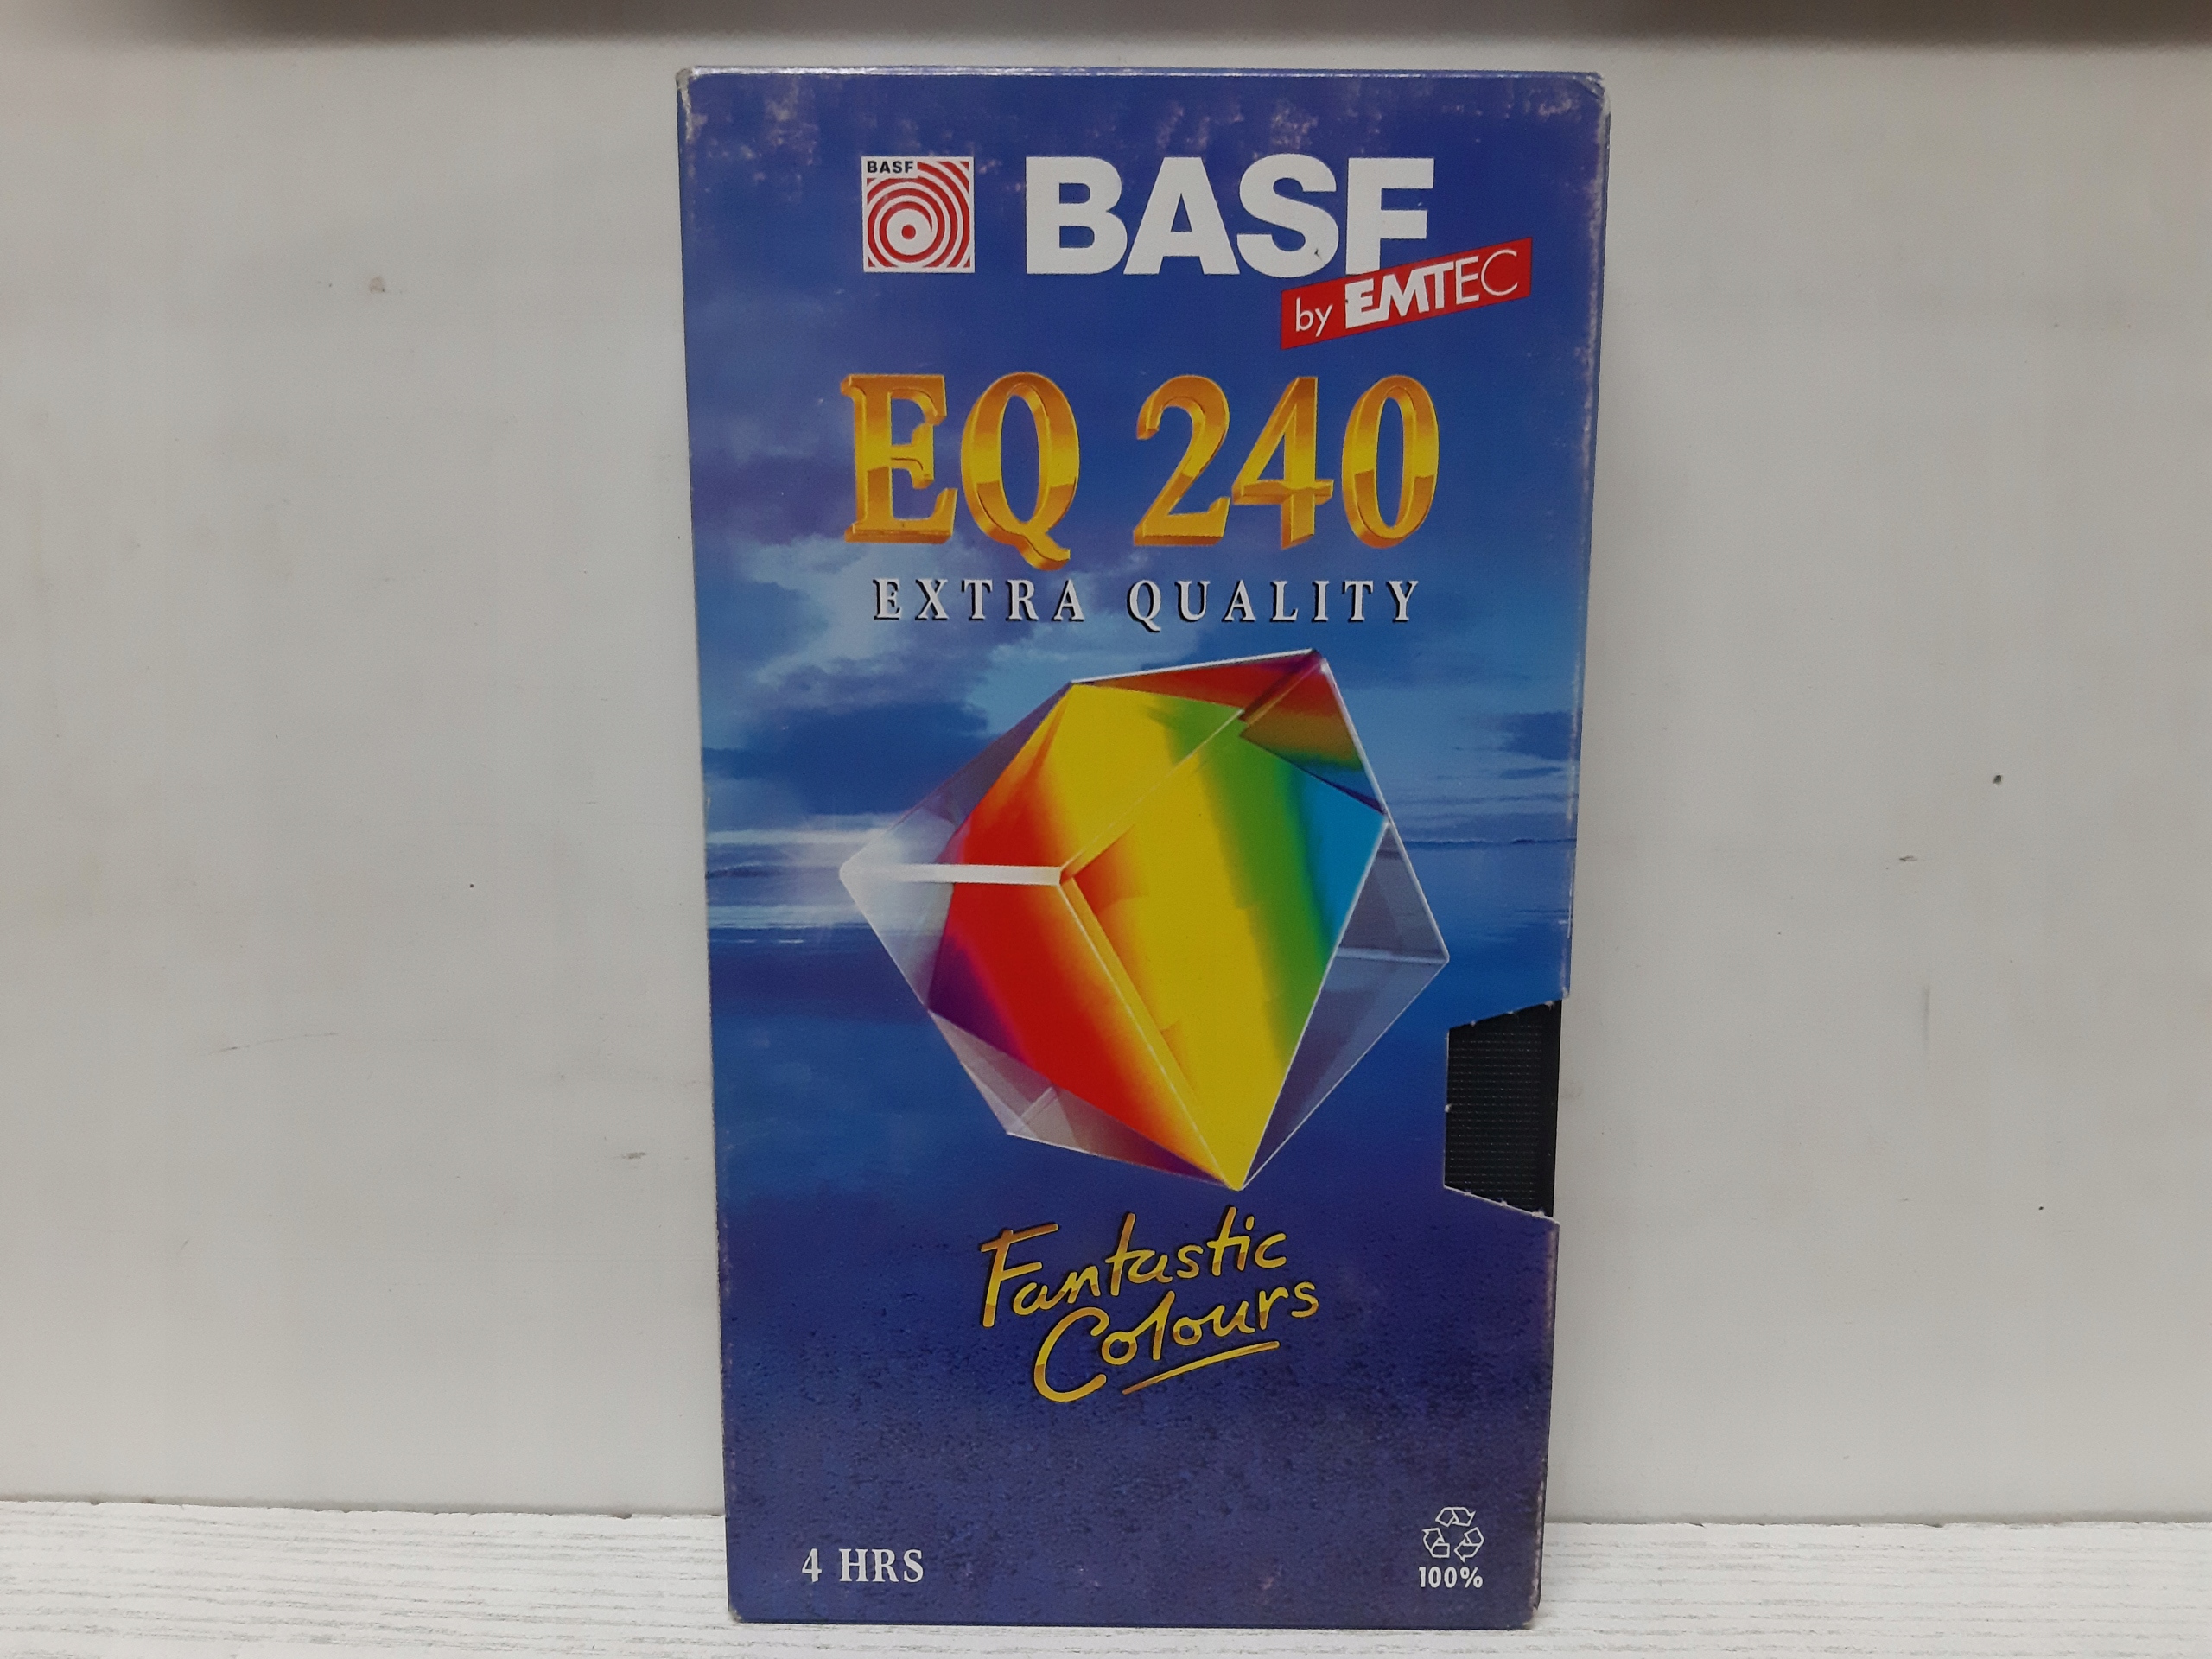 BASF
BASF
by EMTEC
EQ 240
EXTRA QUALITY
Fantastic
Colours
4 HRS
100%